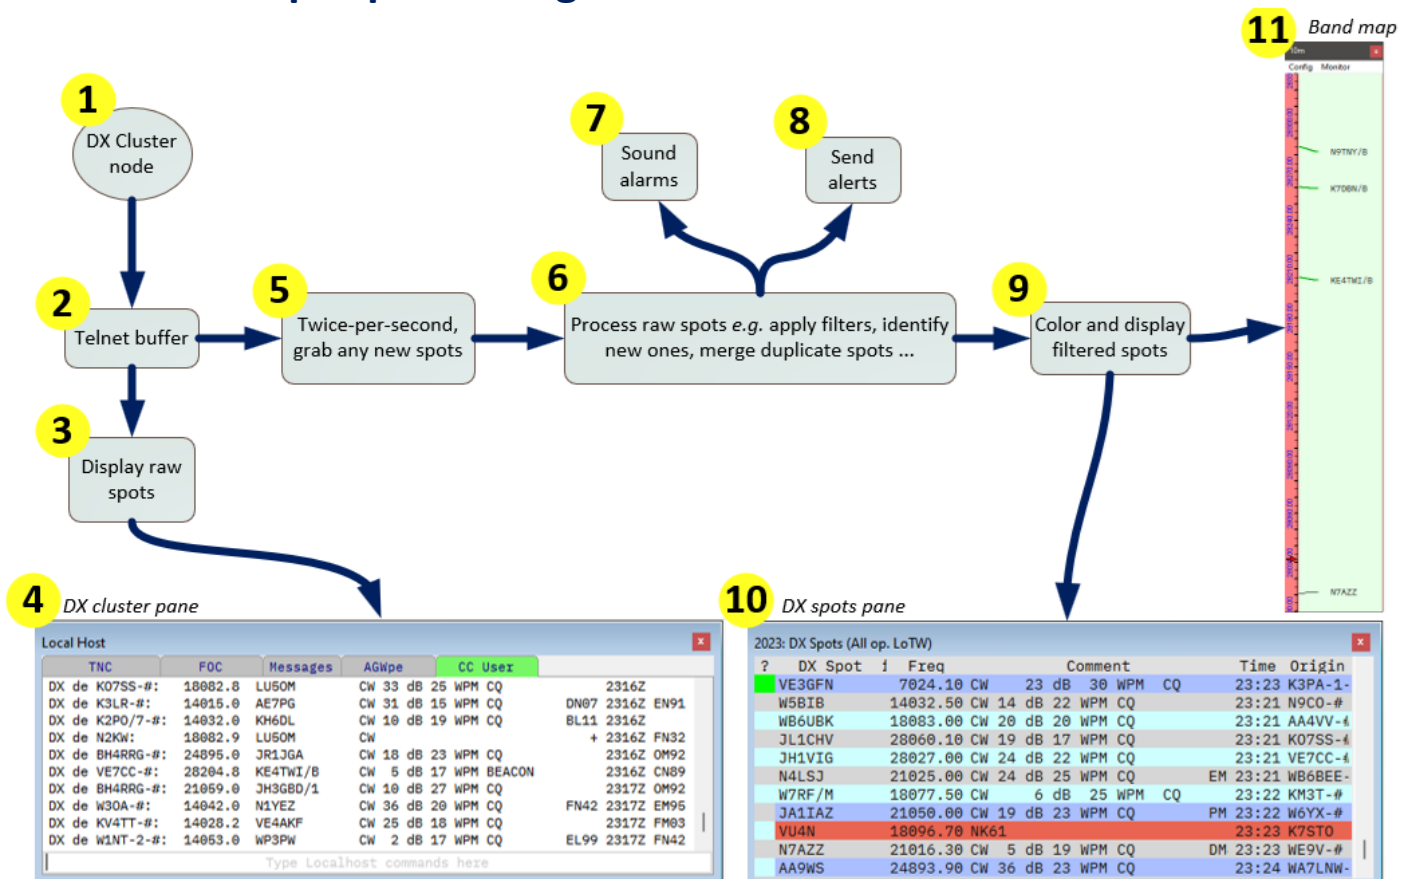 1
DX Cluster
node
2
Telnet buffer
3
Display raw
spots
5
Twice-per-second,
grab any new spots
6
Process raw spots e.g. apply filters, identify
new ones, merge duplicate spots ...
7
Sound
alarms
8
Send
alerts
9
Color and display
filtered spots
11 Band map
10m x
Config Monitor
N9TNY/B
K7DBN/B
KE4TWI/B
N7AZZ
4 DX cluster pane
Local Host x
TNC FOC Messages AGWpe CC User
DX de KO7SS-#: 18082.8 LU5OM CW 33 dB 25 WPM CQ 2316Z
DX de K3LR-#: 14015.0 AE7PG CW 31 dB 15 WPM CQ DN07 2316Z EN91
DX de K2PO/7-#: 14032.0 KH6DL CW 10 dB 19 WPM CQ BL11 2316Z
DX de N2KW: 18082.9 LU5OM CW + 2316Z FN32
DX de BH4RRG-#: 24895.0 JR1JGA CW 18 dB 23 WPM CQ 2316Z OM92
DX de VE7CC-#: 28204.8 KE4TWI/B CW 5 dB 17 WPM BEACON 2316Z CN89
DX de BH4RRG-#: 21059.0 JH3GBD/1 CW 10 dB 27 WPM CQ 2317Z OM92
DX de W3OA-#: 14042.0 N1YEZ CW 36 dB 20 WPM CQ FN42 2317Z EM95
DX de KV4TT-#: 14028.2 VE4AKF CW 25 dB 18 WPM CQ 2317Z FM03
DX de W1NT-2-#: 14053.0 WP3PW CW 2 dB 17 WPM CQ EL99 2317Z FN42
Type Localhost commands here
10 DX spots pane
2023: DX Spots (All op. LoTW) x
? DX Spot Freq Comment Time Origin
VE3GFN 7024.10 CW 23 dB 30 WPM CQ 23:23 K3PA-1-
W5BIB 14032.50 CW 14 dB 22 WPM CQ 23:21 N9CO-#
WB6UBK 18083.00 CW 20 dB 20 WPM CQ 23:21 AA4VV-
JL1CHV 28060.10 CW 19 dB 17 WPM CQ 23:21 KO7SS-
JH1VIG 28027.00 CW 24 dB 22 WPM CQ 23:21 VE7CC-
N4LSJ 21025.00 CW 24 dB 25 WPM CQ EM 23:21 WB6BEE-
W7RF/M 18077.50 CW 6 dB 25 WPM CQ 23:22 KM3T-#
JA1IAZ 21050.00 CW 19 dB 23 WPM CQ PM 23:22 W6YX-#
VU4N 18096.70 NK61 23:23 K7STO
N7AZZ 21016.30 CW 5 dB 19 WPM CQ DM 23:23 WE9V-#
AA9WS 24893.90 CW 36 dB 23 WPM CQ 23:24 WA7LNW-